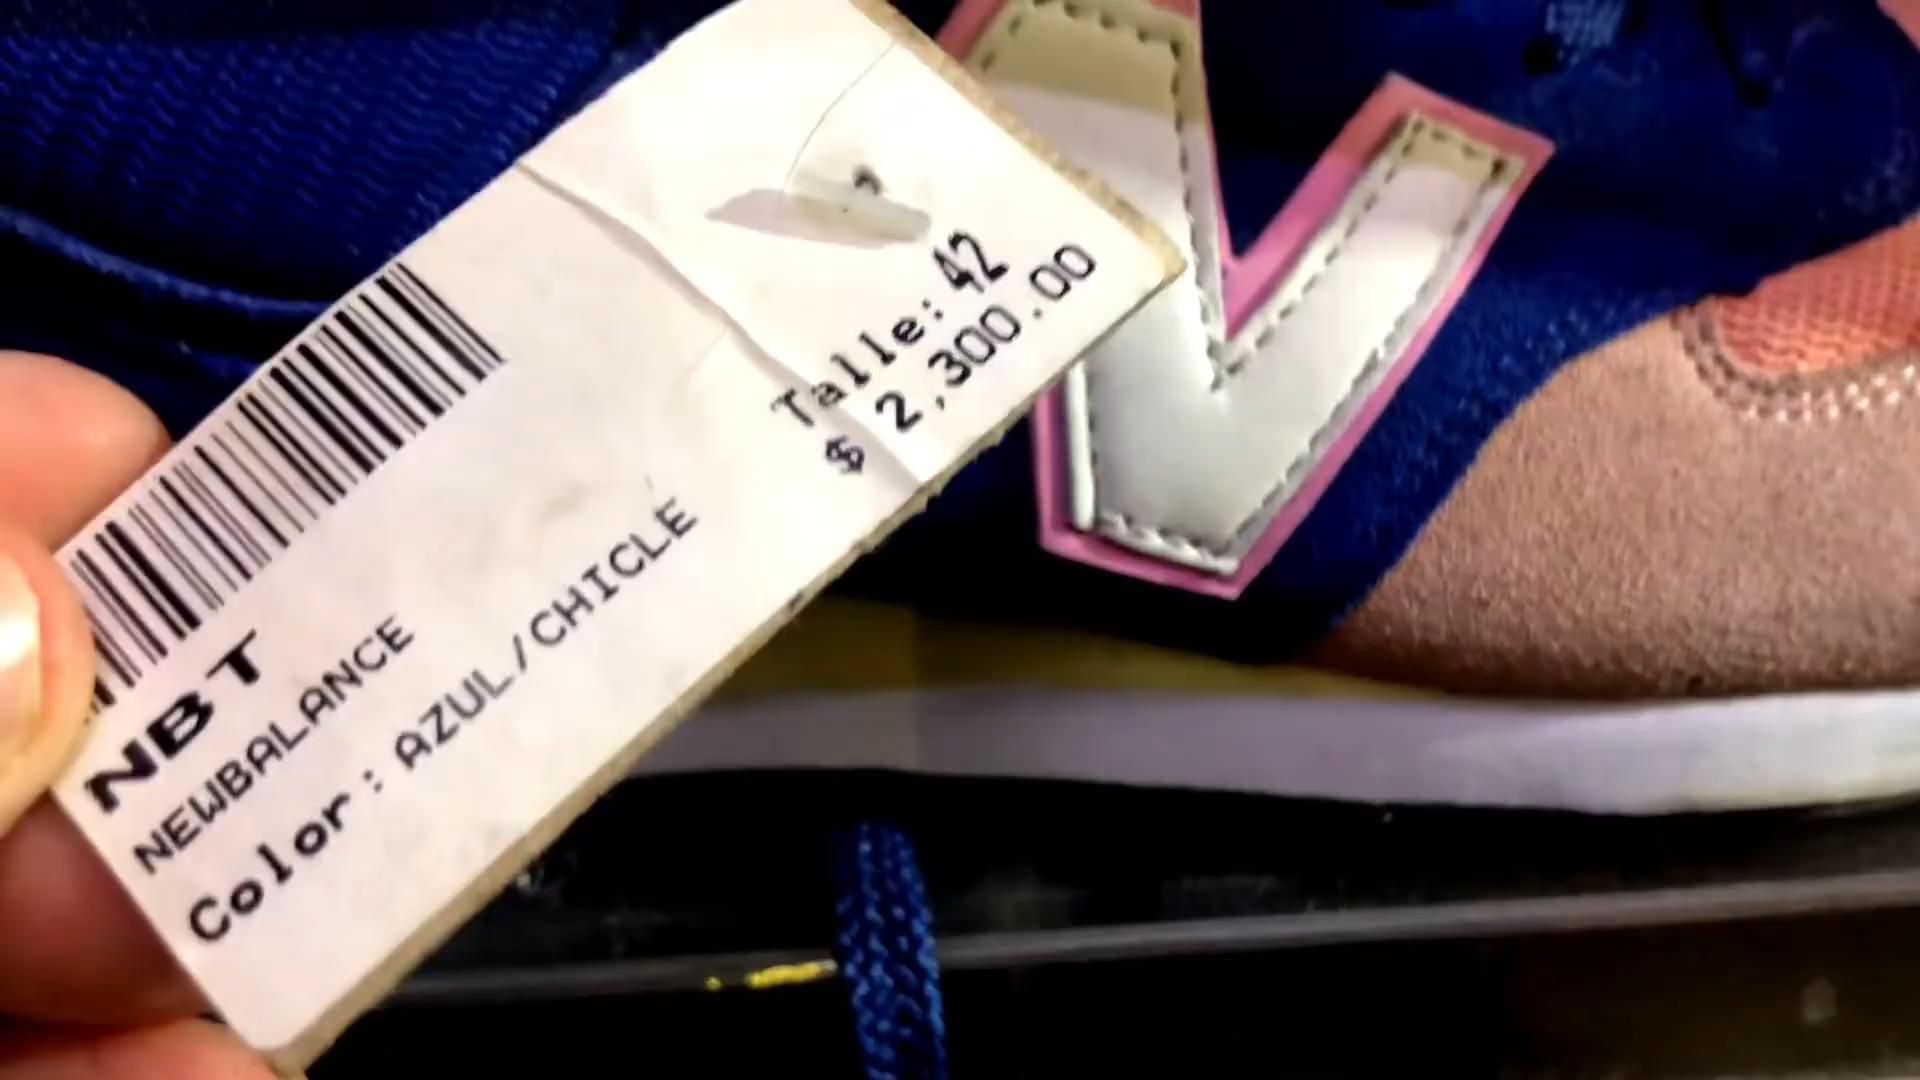 Talle: 42
$ 2,300.00
NBT
NEWBALANCE
Color: AZUL/CHICLE
N